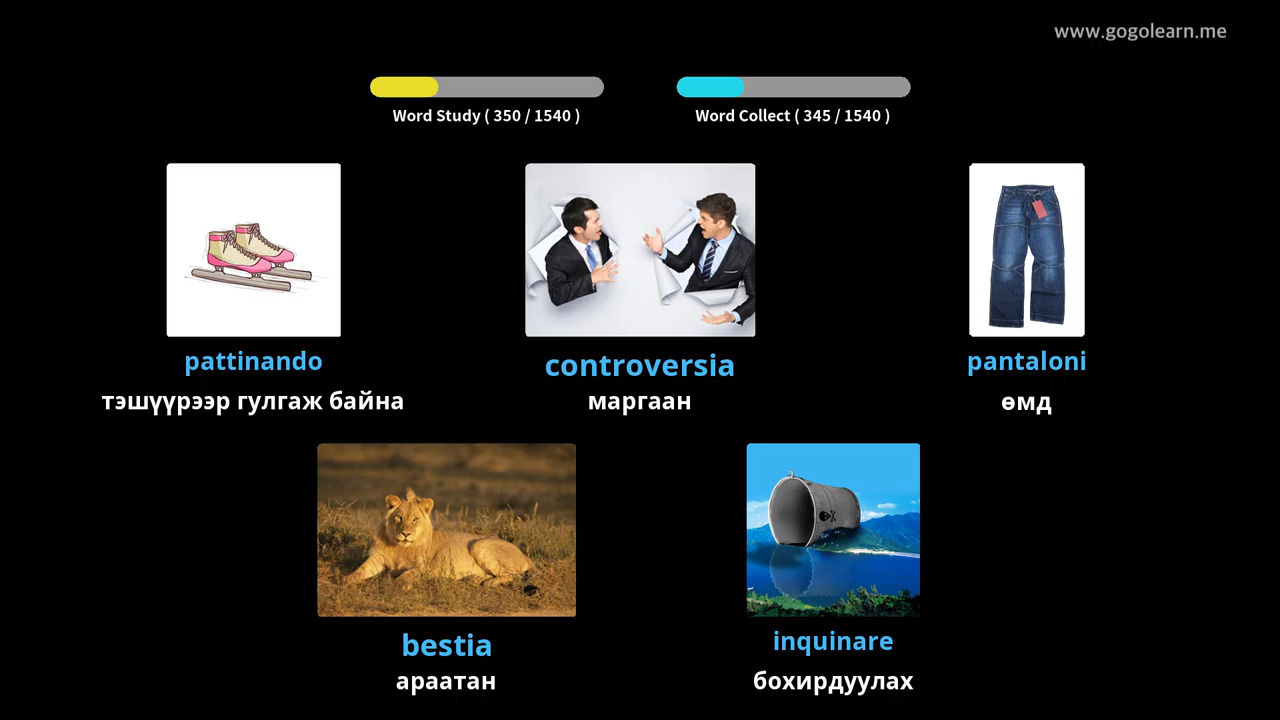 www.gogolearn.me
Word Study ( 350 / 1540 )
Word Collect ( 345 / 1540 )
pattinando
тэшүүрээр гулгаж байна
controversia
маргаан
pantaloni
өмд
bestia
араатан
inquinare
бохирдуулах